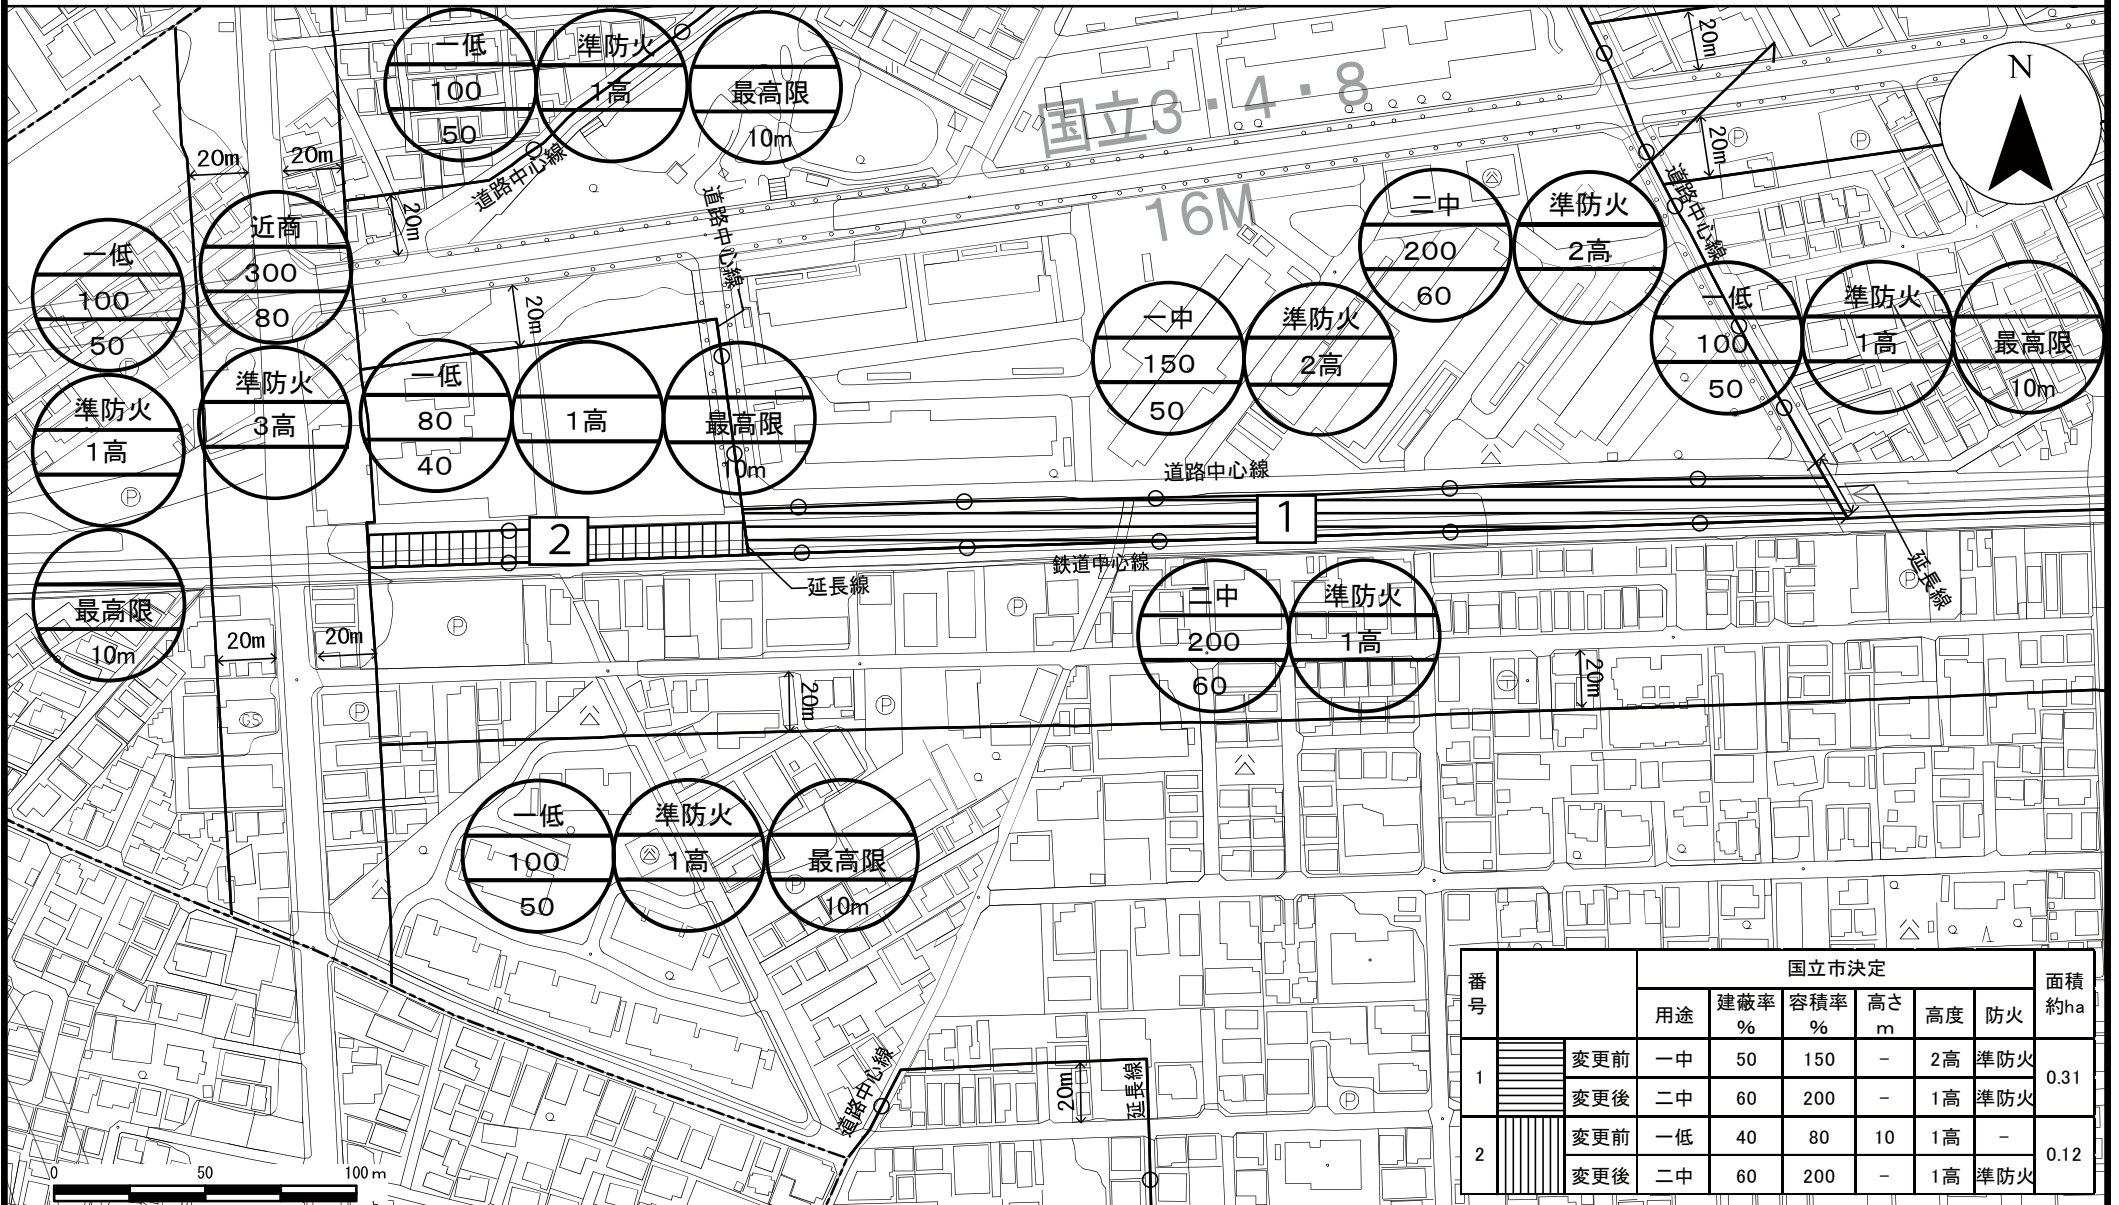 一低
100
50
準防火
1高
最高限
10m
国立3・4・8
16M
N
20m
20m
20m
20m
20m
20m
道路中心線
道路中心線
道路中心線
一低
100
50
準防火
1高
最高限
10m
近商
300
80
準防火
3高
一低
80
40
1高
最高限
10m
一中
150
50
準防火
2高
二中
200
60
準防火
2高
一低
100
50
準防火
1高
最高限
10m
道路中心線
2
1
鉄道中心線
延長線
延長線
二中
200
60
準防火
1高
20m
20m
20m
20m
GS
一低
100
50
準防火
1高
最高限
10m
道路中心線
20m
延長線
0 50 100m
番号 国立市決定 面積約ha
用途 建蔽率% 容積率% 高さm 高度 防火
1 変更前 一中 50 150 - 2高 準防火 0.31
変更後 二中 60 200 - 1高 準防火
2 変更前 一低 40 80 10 1高 - 0.12
変更後 二中 60 200 - 1高 準防火